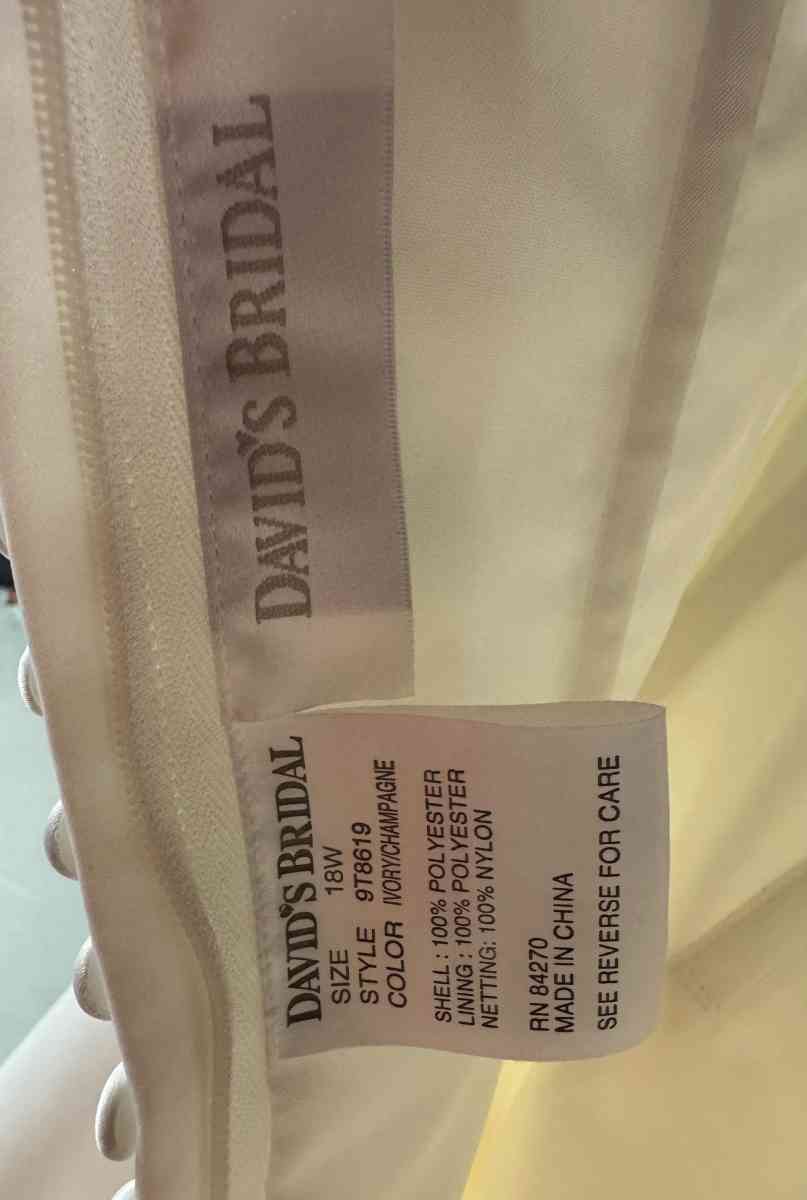 DAVID'S BRIDAL
DAVID'S BRIDAL
SIZE 18W
STYLE 9T8619
COLOR IVORY/CHAMPAGNE
SHELL : 100% POLYESTER
LINING : 100% POLYESTER
NETTING: 100% NYLON
RN 84270
MADE IN CHINA
SEE REVERSE FOR CARE